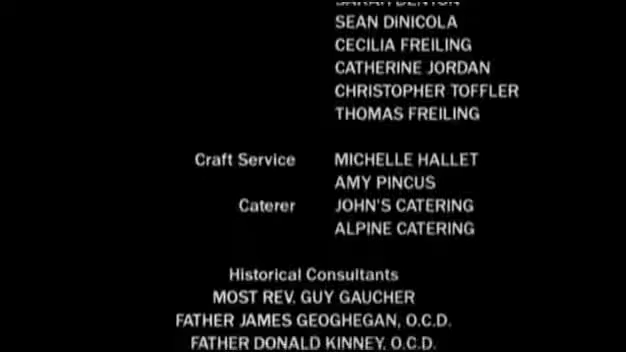 SEAN DiNICOLA
CECILIA FREILING
CATHERINE JORDAN
CHRISTOPHER TOFFLER
THOMAS FREILING
Craft Service MICHELLE HALLET
AMY PINCUS
Caterer JOHN'S CATERING
ALPINE CATERING
Historical Consultants
MOST REV. GUY GAUCHER
FATHER JAMES GEOGHEGAN, O.C.D.
FATHER DONALD KINNEY, O.C.D.